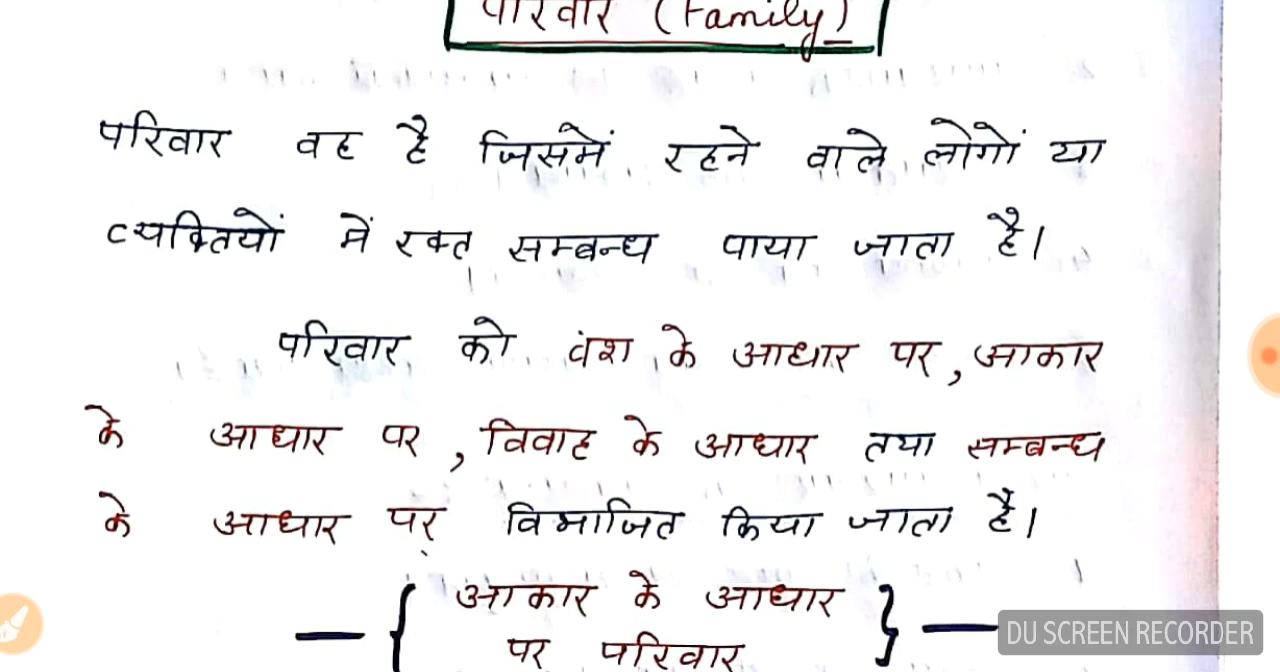 परिवार (Family)
परिवार वह है जिसमें रहने वाले लोगों या
व्यक्तियों में रक्त सम्बन्ध पाया जाता है।
परिवार को वंश के आधार पर, आकार
के आधार पर, विवाह के आधार तथा सम्बन्ध
के आधार पर विभाजित किया जाता है।
{ आकार के आधार
पर परिवार }
DU SCREEN RECORDER